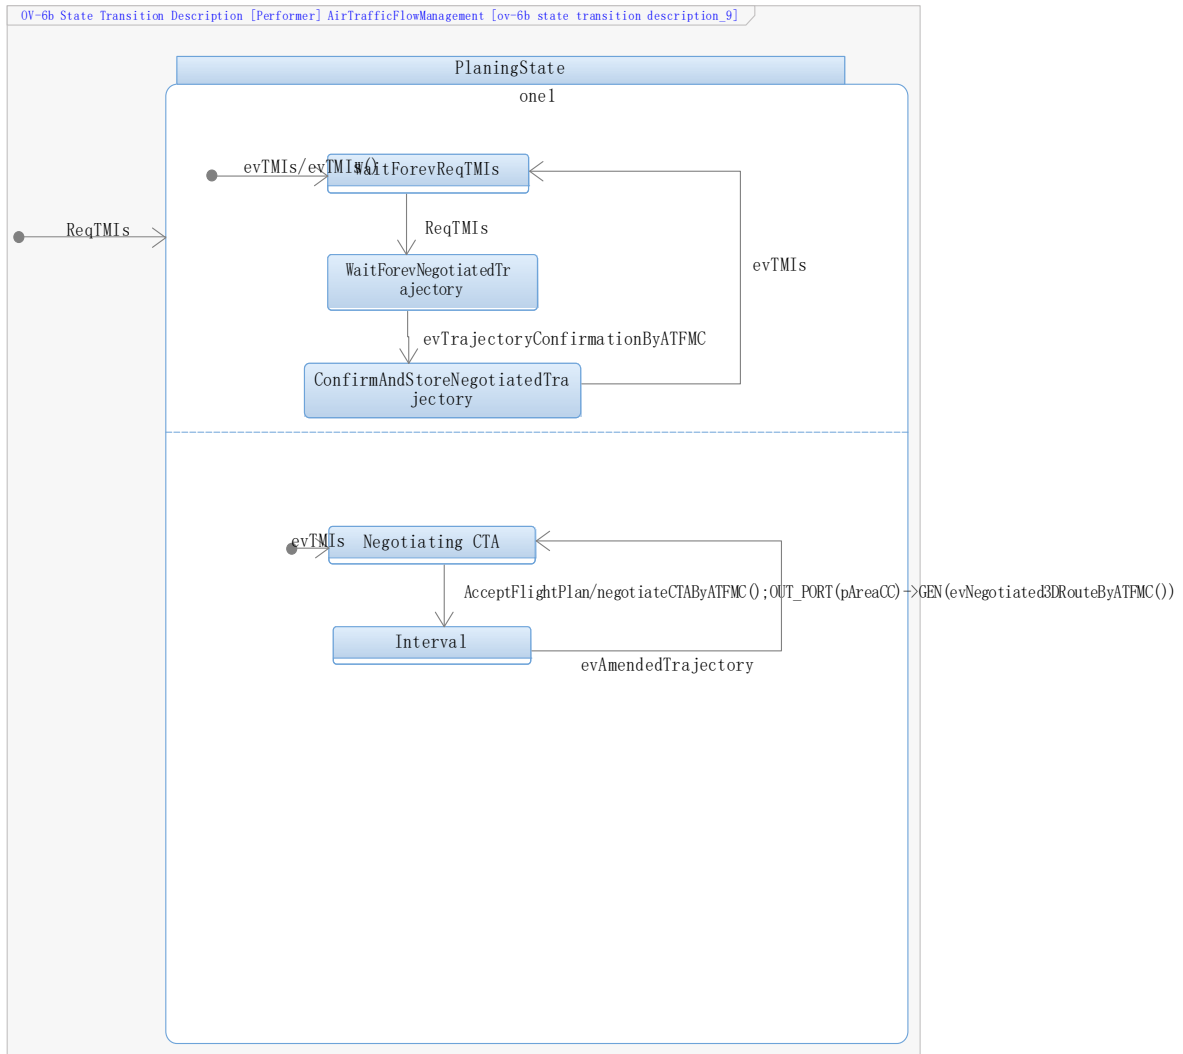 OV-6b State Transition Description [Performer] AirTrafficFlowManagement [ov-6b state transition description_9]
PlaningState
one1
evTMIs/evTMIs()
WaitForevReqTMIs
ReqTMIs
ReqTMIs
evTMIs
WaitForevNegotiatedTr
ajectory
evTrajectoryConfirmationByATFMC
ConfirmAndStoreNegotiatedTra
jectory
evTMIs
Negotiating CTA
AcceptFlightPlan/negotiateCTAByATFMC();OUT_PORT(pAreaCC)->GEN(evNegotiated3DRouteByATFMC())
Interval
evAmendedTrajectory